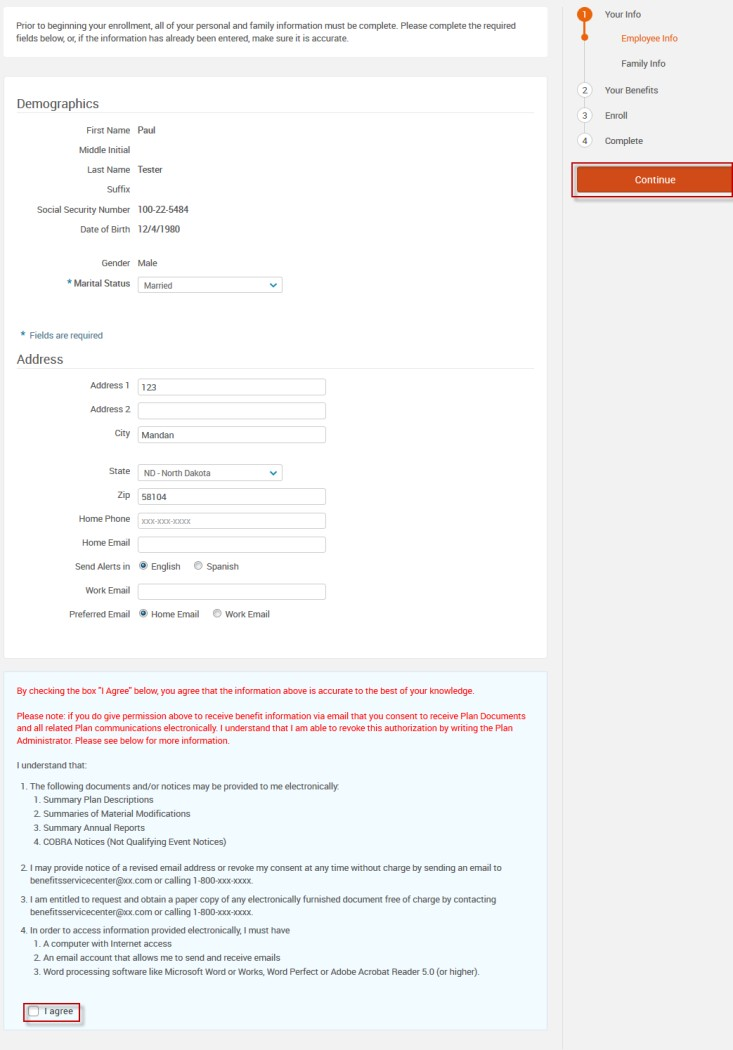 Prior to beginning your enrollment, all of your personal and family information must be complete. Please complete the required
fields below, or, if the information has already been entered, make sure it is accurate.
Demographics
First Name Paul
Middle Initial
Last Name Tester
Suffix
Social Security Number 100-22-5484
Date of Birth 12/4/1980
Gender Male
* Marital Status Married
* Fields are required
Address
Address 1 123
Address 2
City Mandan
State ND - North Dakota
Zip 58104
Home Phone xxx-xxx-xxxx
Home Email
Send Alerts in English Spanish
Work Email
Preferred Email Home Email Work Email
By checking the box "I Agree" below, you agree that the information above is accurate to the best of your knowledge.
Please note: if you do give permission above to receive benefit information via email that you consent to receive Plan Documents
and all related Plan communications electronically. I understand that I am able to revoke this authorization by writing the Plan
Administrator. Please see below for more information.
I understand that:
1. The following documents and/or notices may be provided to me electronically:
1. Summary Plan Descriptions
2. Summaries of Material Modifications
3. Summary Annual Reports
4. COBRA Notices (Not Qualifying Event Notices)
2. I may provide notice of a revised email address or revoke my consent at any time without charge by sending an email to
benefitsservicecenter@xx.com or calling 1-800-xxx-xxxx.
3. I am entitled to request and obtain a paper copy of any electronically furnished document free of charge by contacting
benefitsservicecenter@xx.com or calling 1-800-xxx-xxxx.
4. In order to access information provided electronically, I must have
1. A computer with Internet access
2. An email account that allows me to send and receive emails
3. Word processing software like Microsoft Word or Works, Word Perfect or Adobe Acrobat Reader 5.0 (or higher).
I agree
1 Your Info
Employee Info
Family Info
2 Your Benefits
3 Enroll
4 Complete
Continue